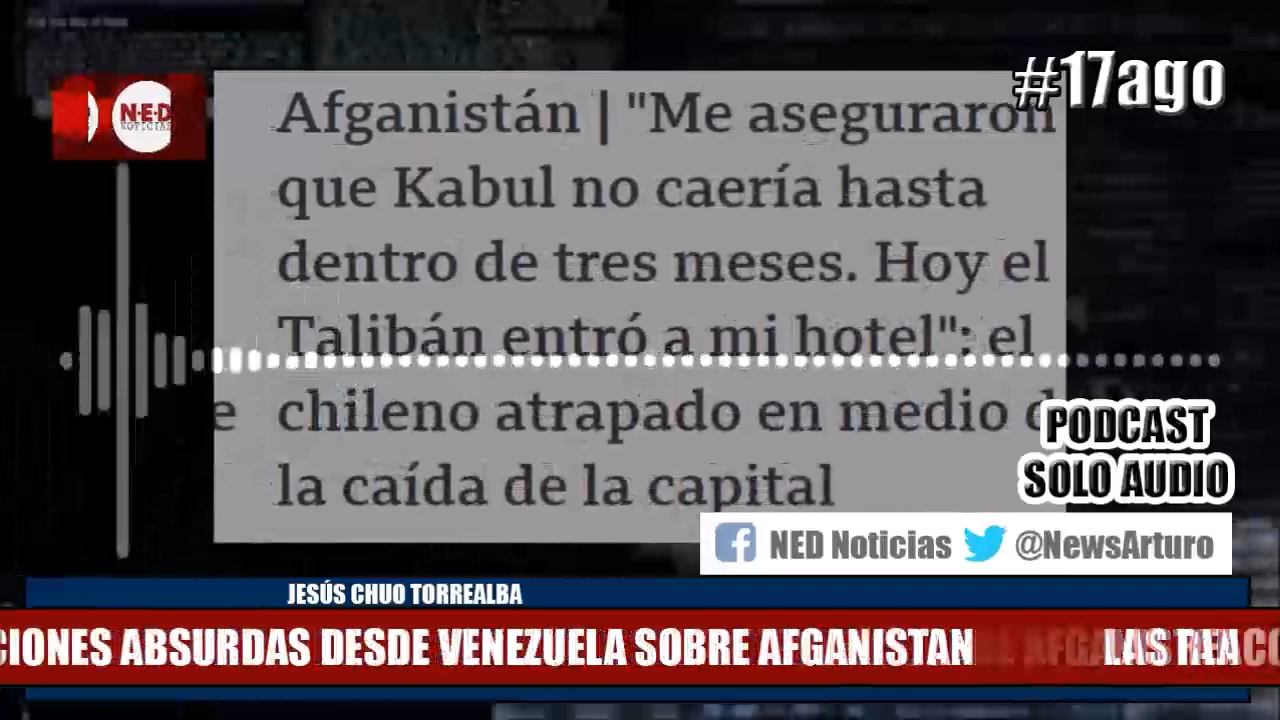 #17ago
N·E·D
NOTICIAS
Afganistán | "Me aseguraron
que Kabul no caería hasta
dentro de tres meses. Hoy el
Talibán entró a mi hotel": el
e chileno atrapado en medio d
la caída de la capital
PODCAST
SOLO AUDIO
NED Noticias @NewsArturo
JESÚS CHUO TORREALBA
CIONES ABSURDAS DESDE VENEZUELA SOBRE AFGANISTAN LAS REACC